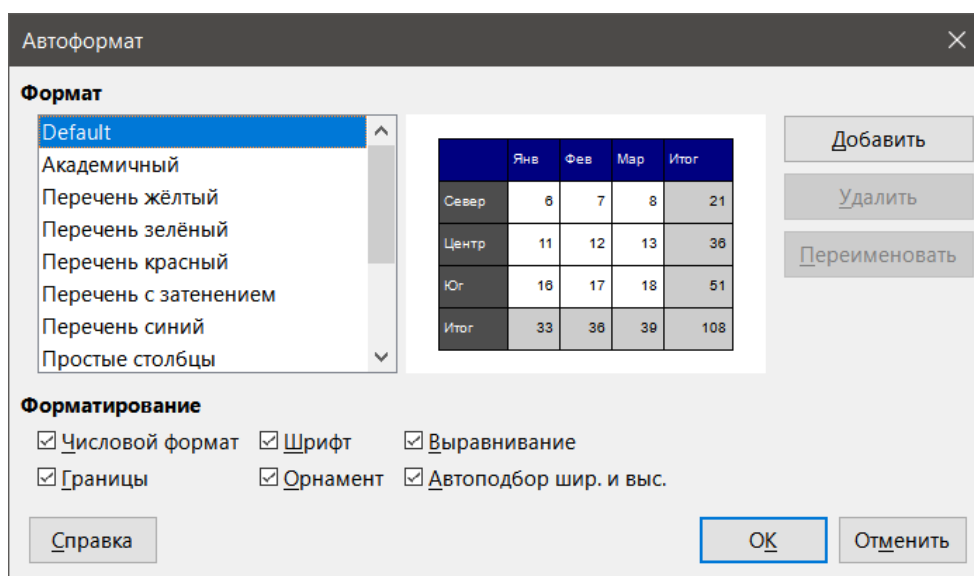 Автоформат
Формат
Default
Академичный
Перечень жёлтый
Перечень зелёный
Перечень красный
Перечень с затенением
Перечень синий
Простые столбцы
Янв Фев Мар Итог
Север 6 7 8 21
Центр 11 12 13 36
Юг 16 17 18 51
Итог 33 36 39 108
Добавить
Удалить
Переименовать
Форматирование
Числовой формат Шрифт Выравнивание
Границы Орнамент Автоподбор шир. и выс.
Справка OK Отменить